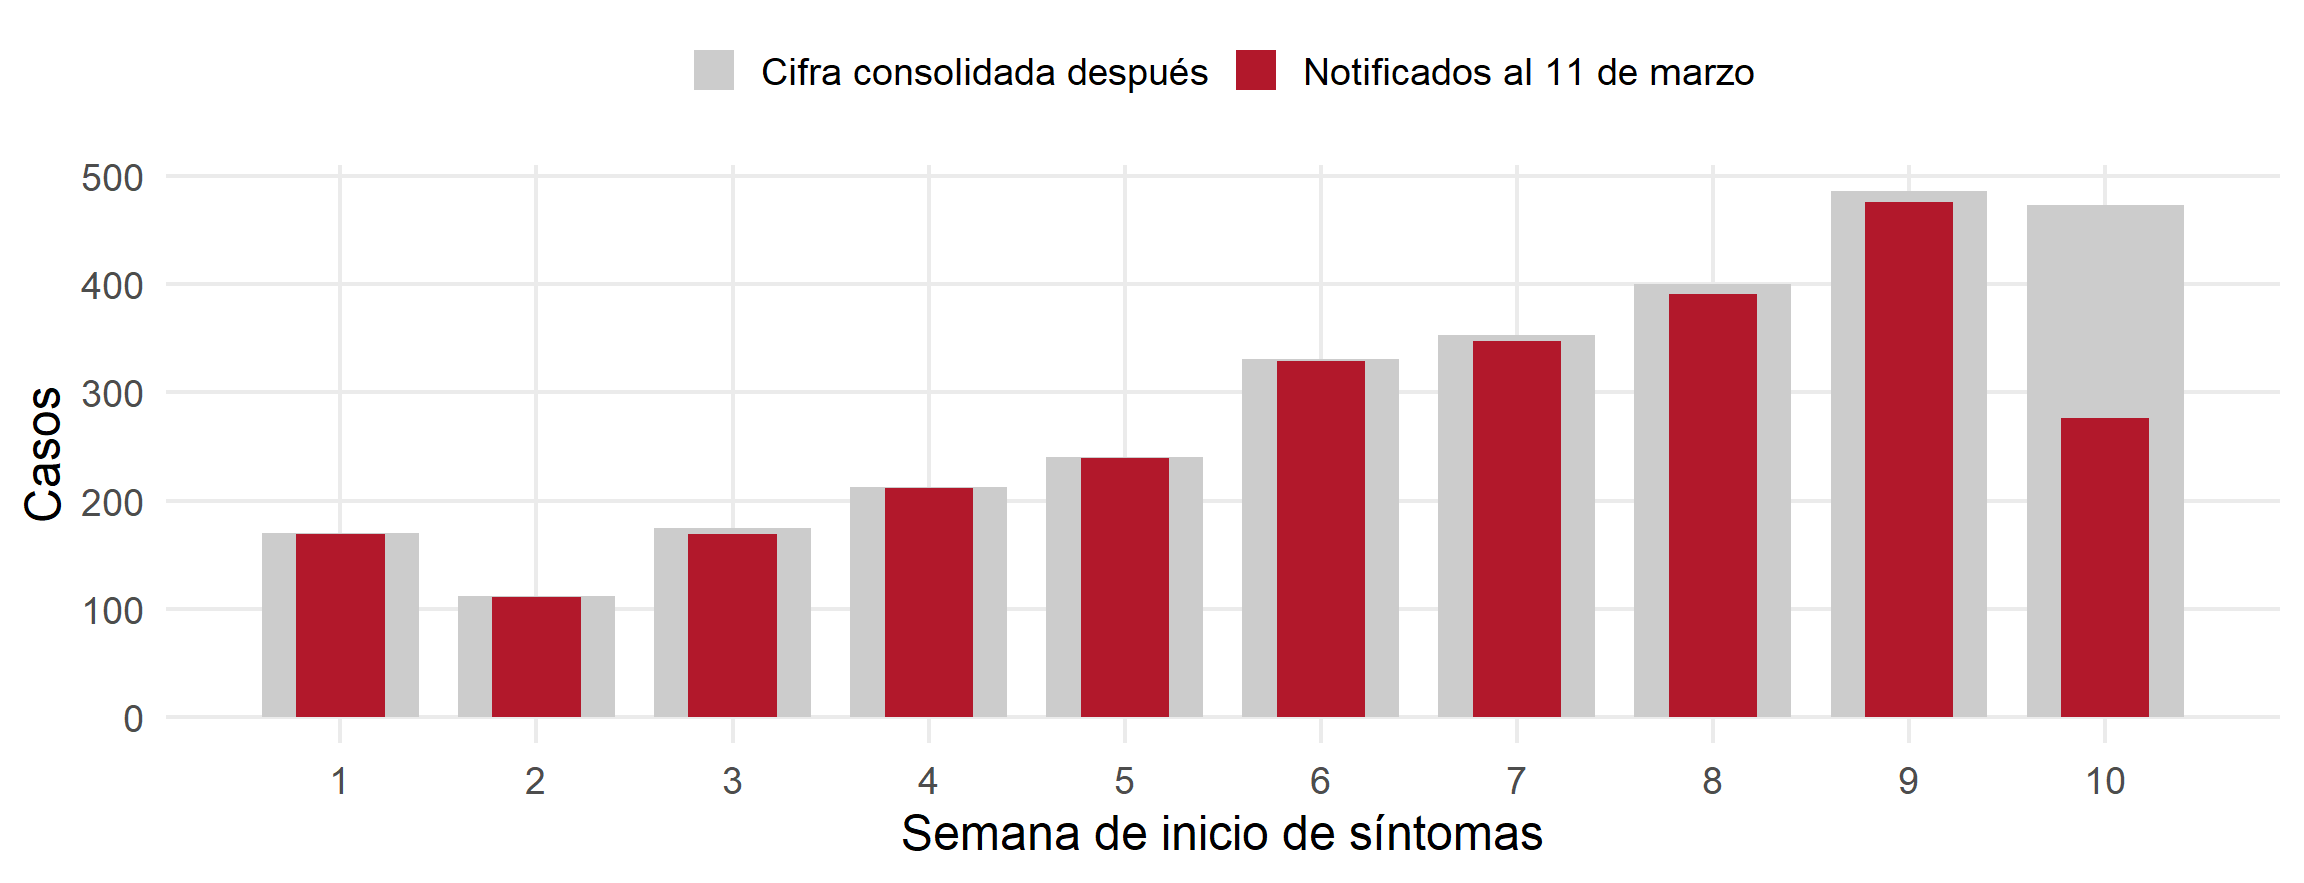 Cifra consolidada después Notificados al 11 de marzo
500
400
300
200
100
0
Casos
1 2 3 4 5 6 7 8 9 10
Semana de inicio de síntomas